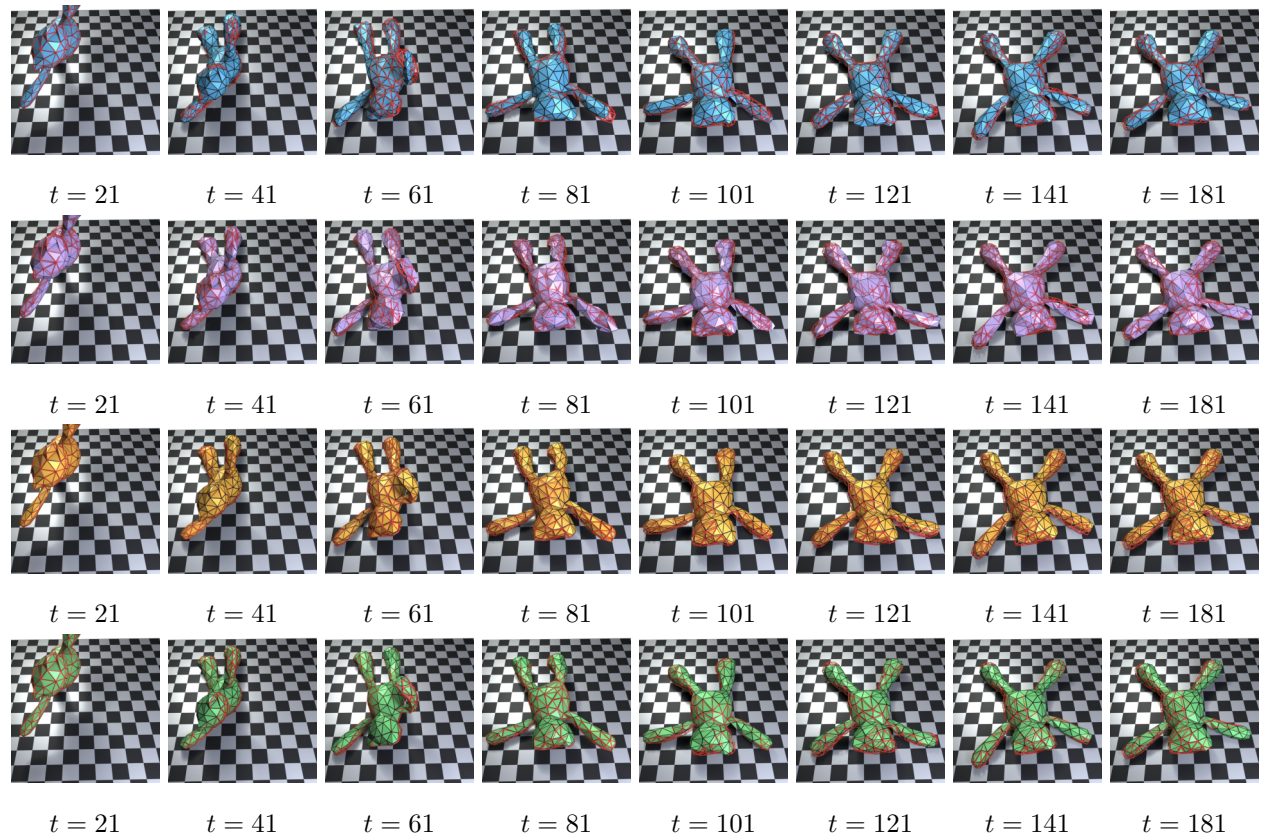 t = 21 t = 41 t = 61 t = 81 t = 101 t = 121 t = 141 t = 181
t = 21 t = 41 t = 61 t = 81 t = 101 t = 121 t = 141 t = 181
t = 21 t = 41 t = 61 t = 81 t = 101 t = 121 t = 141 t = 181
t = 21 t = 41 t = 61 t = 81 t = 101 t = 121 t = 141 t = 181